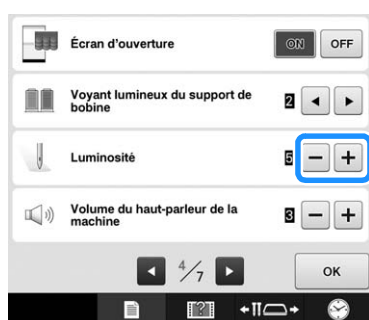 Écran d'ouverture ON OFF
Voyant lumineux du support de
bobine 2
Luminosité 5 − +
Volume du haut-parleur de la
machine 3 − +
4/7 OK
?